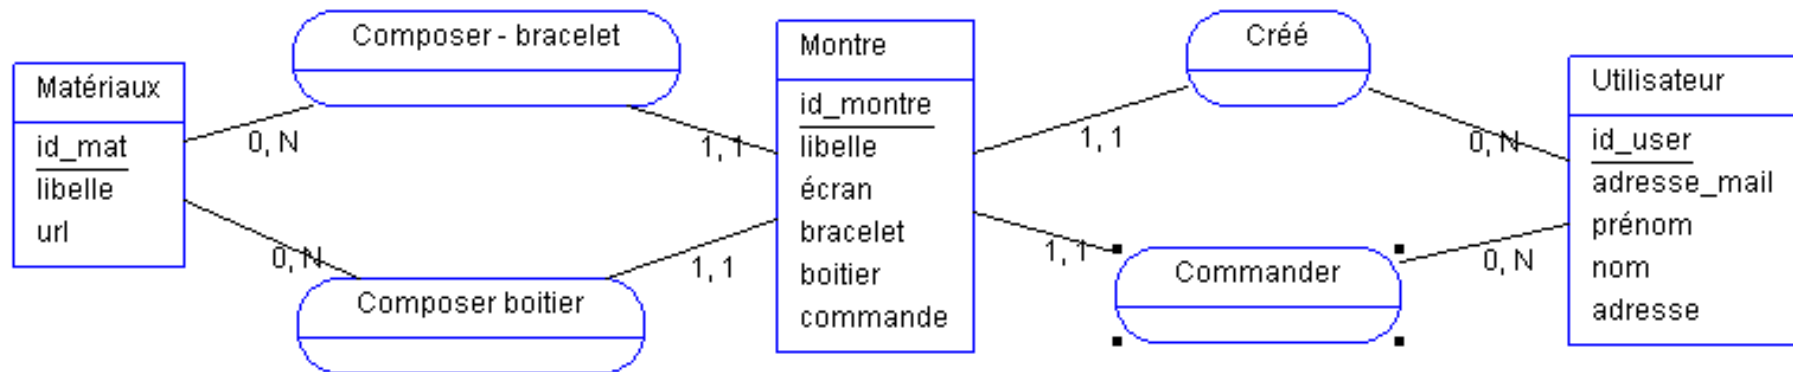 Matériaux
id_mat
libelle
url
Composer - bracelet
0, N
1, 1
Composer boitier
0, N
1, 1
Montre
id_montre
libelle
écran
bracelet
boitier
commande
Créé
1, 1
0, N
Commander
1, 1
0, N
Utilisateur
id_user
adresse_mail
prénom
nom
adresse